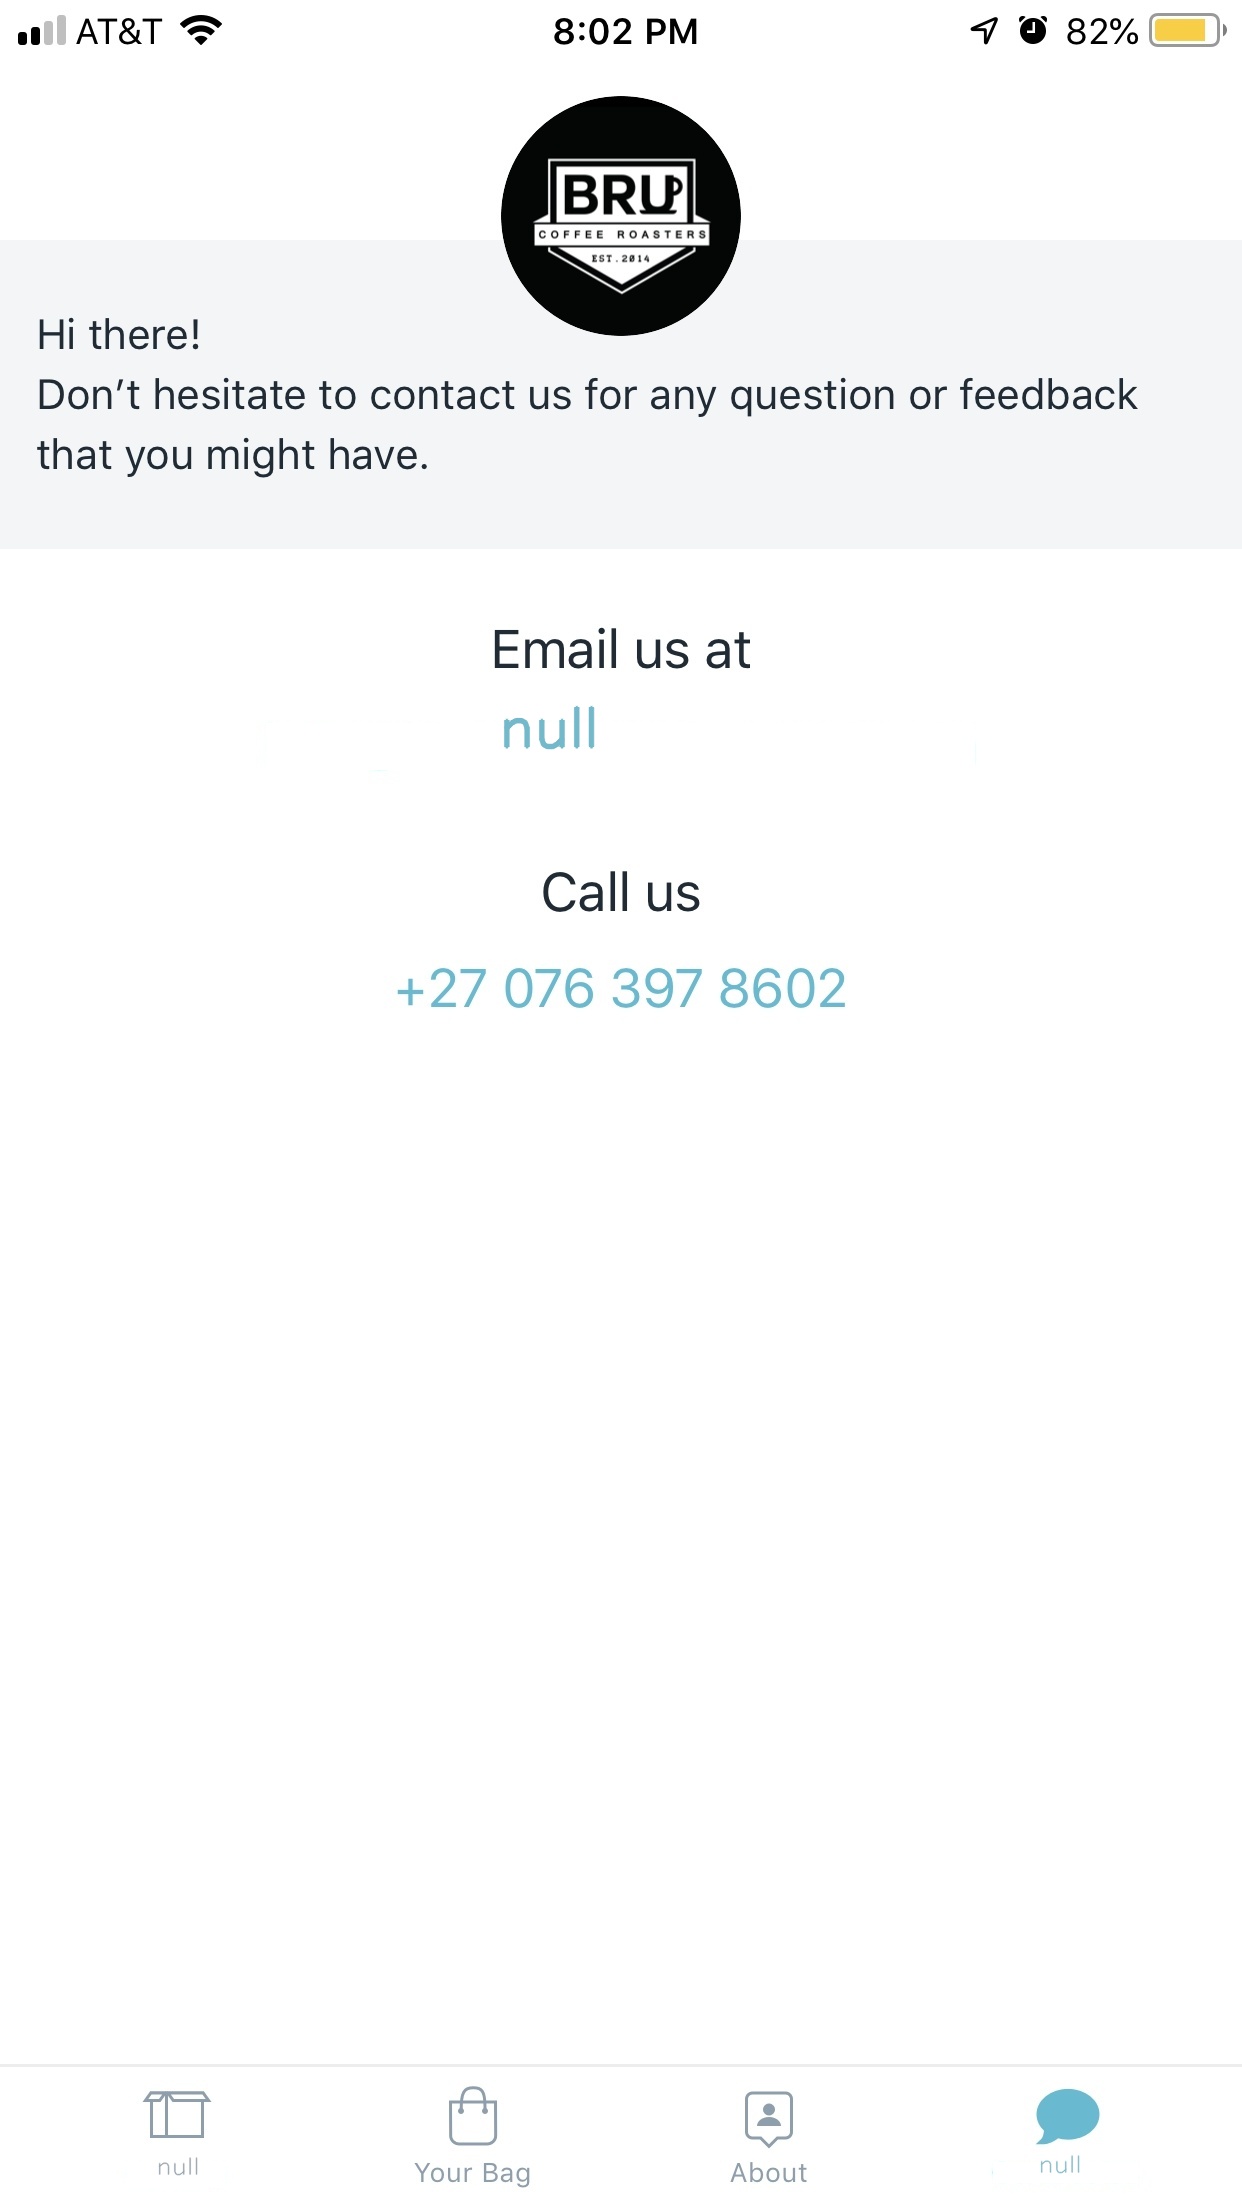 AT&T
8:02 PM
82%
BRU
COFFEE ROASTERS
EST. 2014
Hi there!
Don’t hesitate to contact us for any question or feedback
that you might have.
Email us at
null
Call us
+27 076 397 8602
null
Your Bag
About
null